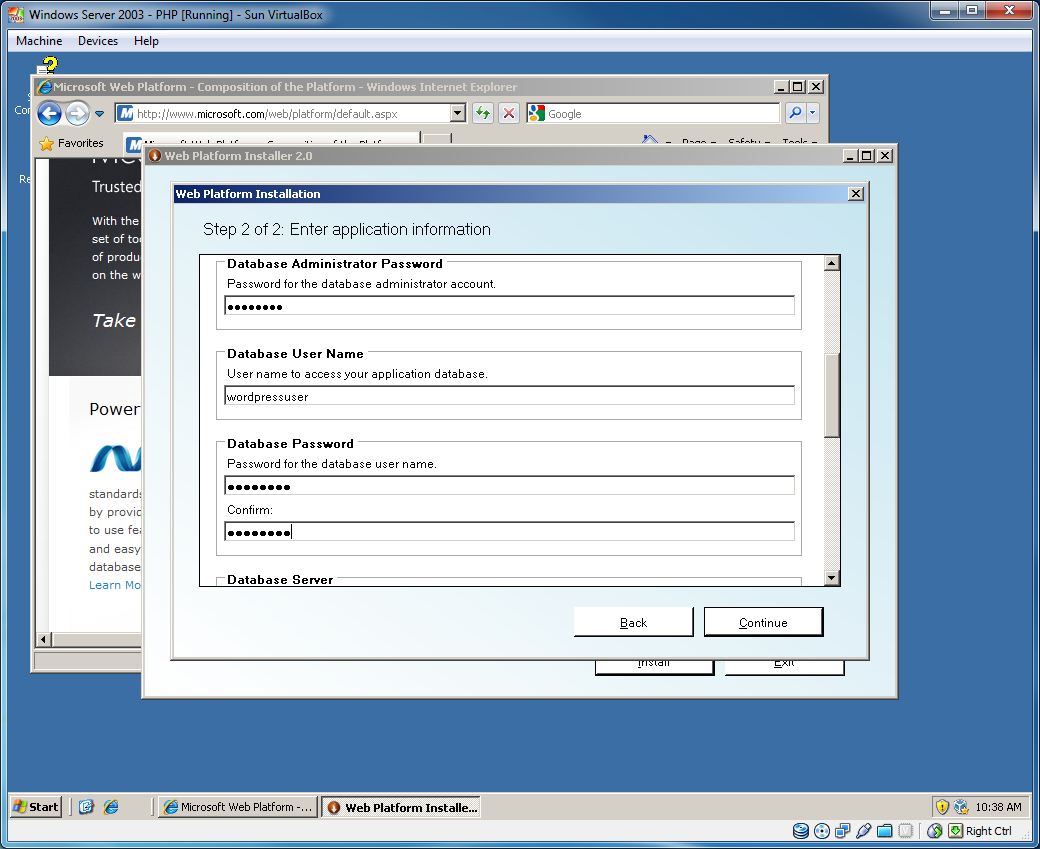 Windows Server 2003 - PHP [Running] - Sun VirtualBox
Machine Devices Help
Microsoft Web Platform - Composition of the Platform - Windows Internet Explorer
http://www.microsoft.com/web/platform/default.aspx
Google
Favorites
Page Safety Tools
Web Platform Installer 2.0
Trusted
With the
set of
of produ
on the w
Take
Power
standards
by provid
to use fea
and easy
database
Learn Mo
Web Platform Installation
Step 2 of 2: Enter application information
Database Administrator Password
Password for the database administrator account.
●●●●●●●●
Database User Name
User name to access your application database.
wordpressuser
Database Password
Password for the database user name.
●●●●●●●●
Confirm:
●●●●●●●●
Database Server
Back Continue
Install Exit
Start
Microsoft Web Platform -...
Web Platform Installe...
10:38 AM
Right Ctrl